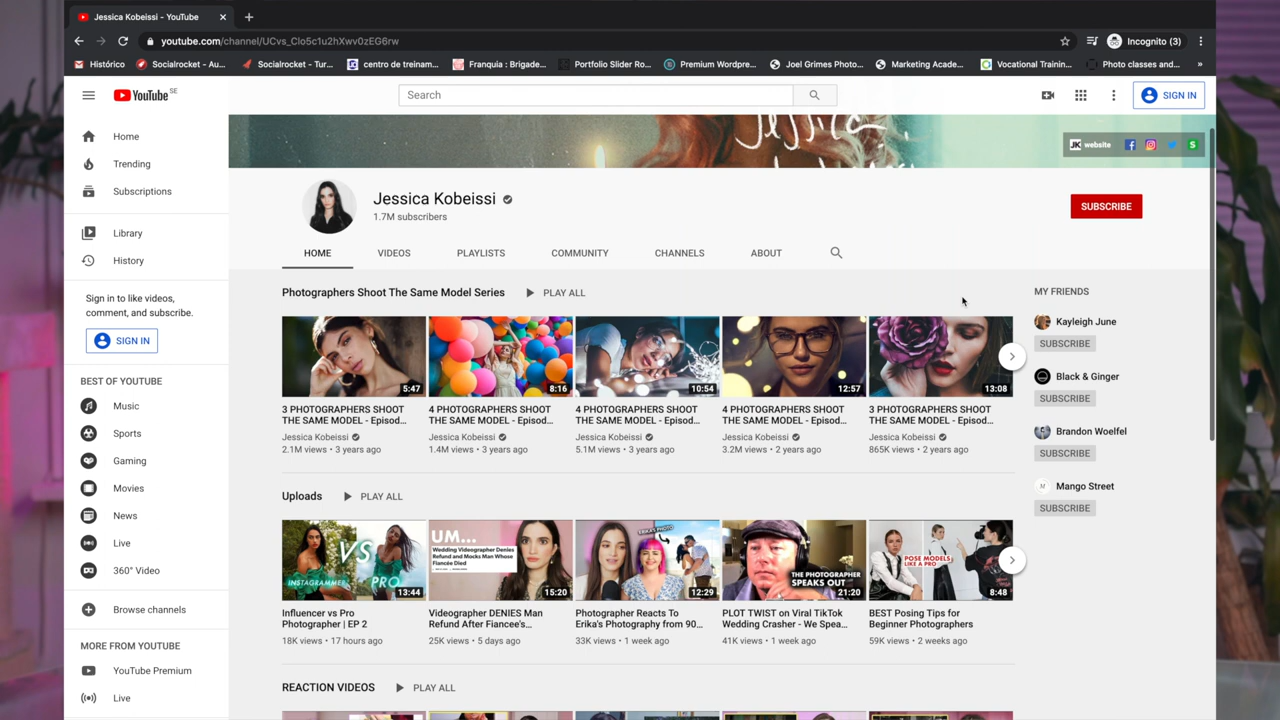 Jessica Kobeissi - YouTube
youtube.com/channel/UCvs_Clo5c1u2hXwv0zEG6rw
Incognito (3)
Histórico
Socialrocket - Au...
Socialrocket - Tur...
centro de treinam...
Franquia : Brigade...
Portfolio Slider Ro...
Premium Wordpre...
Joel Grimes Photo...
Marketing Acade...
Vocational Trainin...
Photo classes and...
»
YouTube SE
Search
SIGN IN
Home
Trending
Subscriptions
Library
History
Sign in to like videos,
comment, and subscribe.
SIGN IN
BEST OF YOUTUBE
Music
Sports
Gaming
Movies
News
Live
360° Video
Browse channels
MORE FROM YOUTUBE
YouTube Premium
Live
Jessica
JK website
Jessica Kobeissi
1.7M subscribers
SUBSCRIBE
HOME VIDEOS PLAYLISTS COMMUNITY CHANNELS ABOUT
Photographers Shoot The Same Model Series PLAY ALL
5:47
3 PHOTOGRAPHERS SHOOT
THE SAME MODEL - Episod...
Jessica Kobeissi
2.1M views • 3 years ago
8:16
4 PHOTOGRAPHERS SHOOT
THE SAME MODEL - Episod...
Jessica Kobeissi
1.4M views • 3 years ago
10:54
4 PHOTOGRAPHERS SHOOT
THE SAME MODEL - Episod...
Jessica Kobeissi
5.1M views • 3 years ago
12:57
4 PHOTOGRAPHERS SHOOT
THE SAME MODEL - Episod...
Jessica Kobeissi
3.2M views • 2 years ago
13:08
3 PHOTOGRAPHERS SHOOT
THE SAME MODEL - Episod...
Jessica Kobeissi
865K views • 2 years ago
Uploads PLAY ALL
INSTAGRAMMER VS PRO
13:44
Influencer vs Pro
Photographer | EP 2
18K views • 17 hours ago
UM...
Wedding Videographer Denies
Refund and Mocks Man Whose
Fiancée Died
15:20
Videographer DENIES Man
Refund After Fiancee's...
25K views • 5 days ago
ERIKA'S PHOTO
12:29
Photographer Reacts To
Erika's Photography from 90...
33K views • 1 week ago
THE PHOTOGRAPHER
SPEAKS OUT
21:20
PLOT TWIST on Viral TikTok
Wedding Crasher - We Spea...
41K views • 1 week ago
POSE MODELS
LIKE A PRO
8:48
BEST Posing Tips for
Beginner Photographers
59K views • 2 weeks ago
REACTION VIDEOS PLAY ALL
MY FRIENDS
Kayleigh June
SUBSCRIBE
Black & Ginger
SUBSCRIBE
Brandon Woelfel
SUBSCRIBE
M
Mango Street
SUBSCRIBE